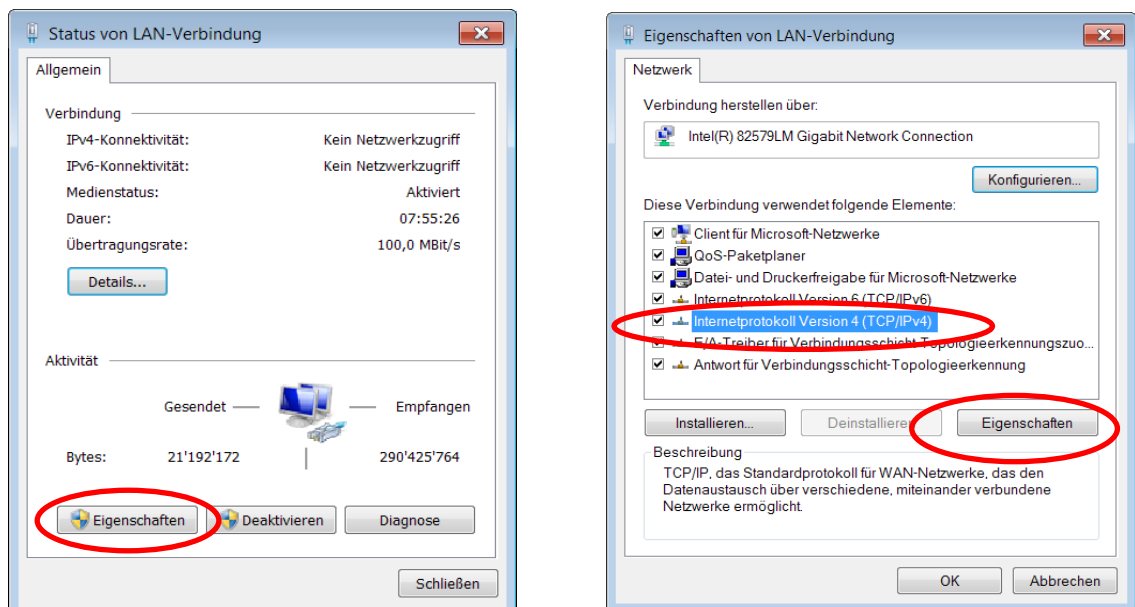 Status von LAN-Verbindung
Allgemein
Verbindung
IPv4-Konnektivität: Kein Netzwerkzugriff
IPv6-Konnektivität: Kein Netzwerkzugriff
Medienstatus: Aktiviert
Dauer: 07:55:26
Übertragungsrate: 100,0 MBit/s
Details...
Aktivität
Gesendet Empfangen
Bytes: 21'192'172 290'425'764
Eigenschaften Deaktivieren Diagnose
Schließen
Eigenschaften von LAN-Verbindung
Netzwerk
Verbindung herstellen über:
Intel(R) 82579LM Gigabit Network Connection
Konfigurieren...
Diese Verbindung verwendet folgende Elemente:
Client für Microsoft-Netzwerke
QoS-Paketplaner
Datei- und Druckerfreigabe für Microsoft-Netzwerke
Internetprotokoll Version 6 (TCP/IPv6)
Internetprotokoll Version 4 (TCP/IPv4)
E/A-Treiber für Verbindungsschicht-Topologieerkennungszuo...
Antwort für Verbindungsschicht-Topologieerkennung
Installieren... Deinstallieren Eigenschaften
Beschreibung
TCP/IP, das Standardprotokoll für WAN-Netzwerke, das den
Datenaustausch über verschiedene, miteinander verbundene
Netzwerke ermöglicht.
OK Abbrechen